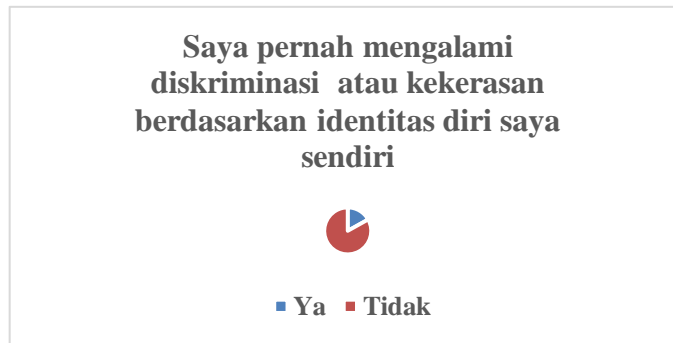 Saya pernah mengalami
diskriminasi atau kekerasan
berdasarkan identitas diri saya
sendiri
Ya Tidak